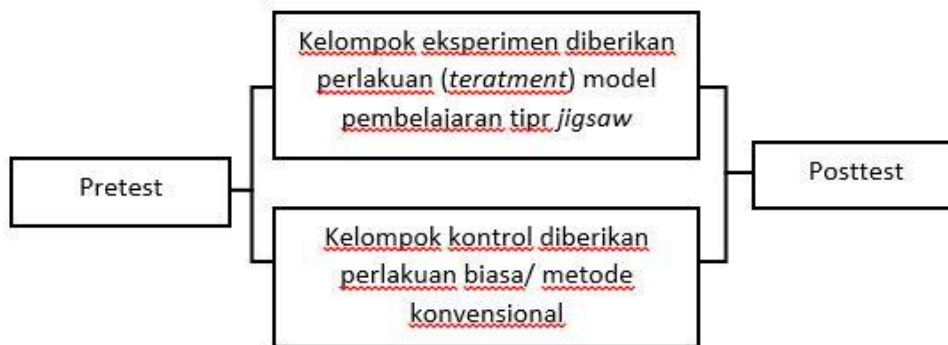 Pretest
Kelompok eksperimen diberikan
perlakuan (teratment) model
pembelajaran tipr jigsaw
Kelompok kontrol diberikan
perlakuan biasa/ metode
konvensional
Posttest